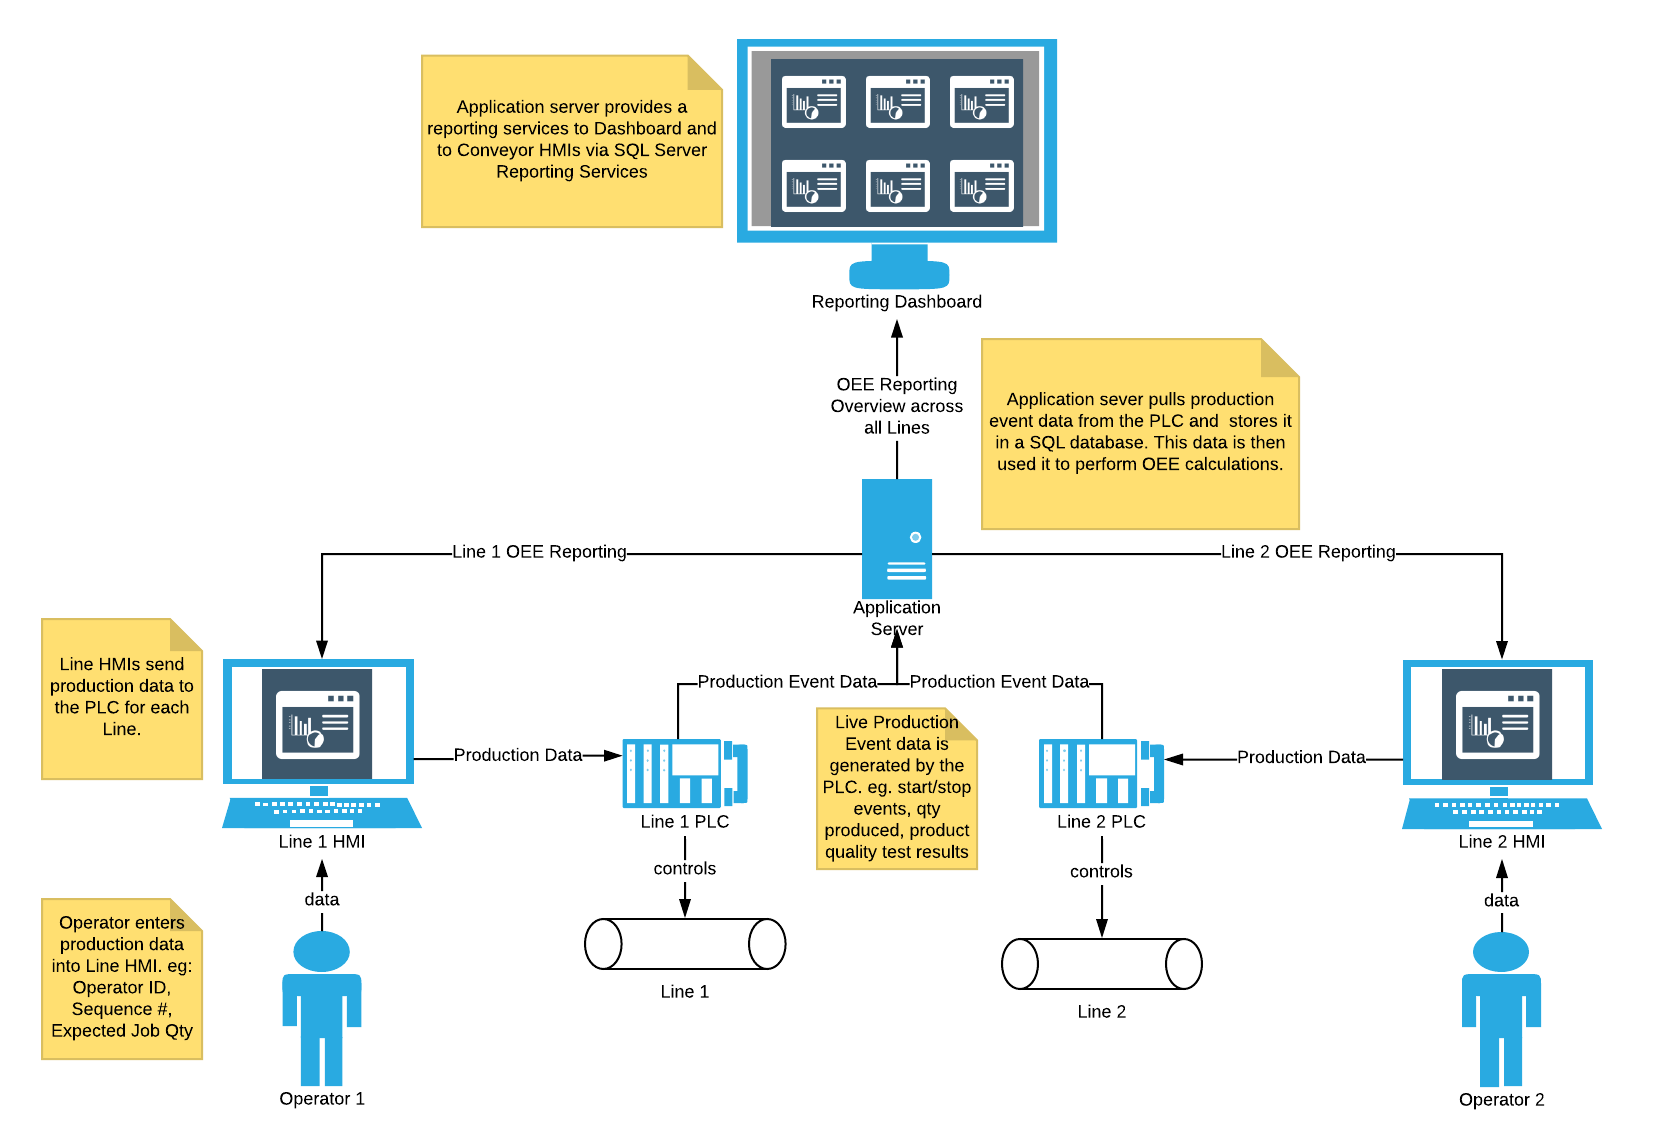 Application server provides a
reporting services to Dashboard and
to Conveyor HMIs via SQL Server
Reporting Services
Reporting Dashboard
OEE Reporting
Overview across
all Lines
Application sever pulls production
event data from the PLC and  stores it
in a SQL database. This data is then
used it to perform OEE calculations.
Line 1 OEE Reporting
Line 2 OEE Reporting
Application
Server
Line HMIs send
production data to
the PLC for each
Line.
Production Event Data
Production Event Data
Live Production
Event data is
generated by the
PLC. eg. start/stop
events, qty
produced, product
quality test results
Production Data
Production Data
Line 1 HMI
Line 1 PLC
Line 2 PLC
Line 2 HMI
controls
controls
data
data
Operator enters
production data
into Line HMI. eg:
Operator ID,
Sequence #,
Expected Job Qty
Line 1
Line 2
Operator 1
Operator 2